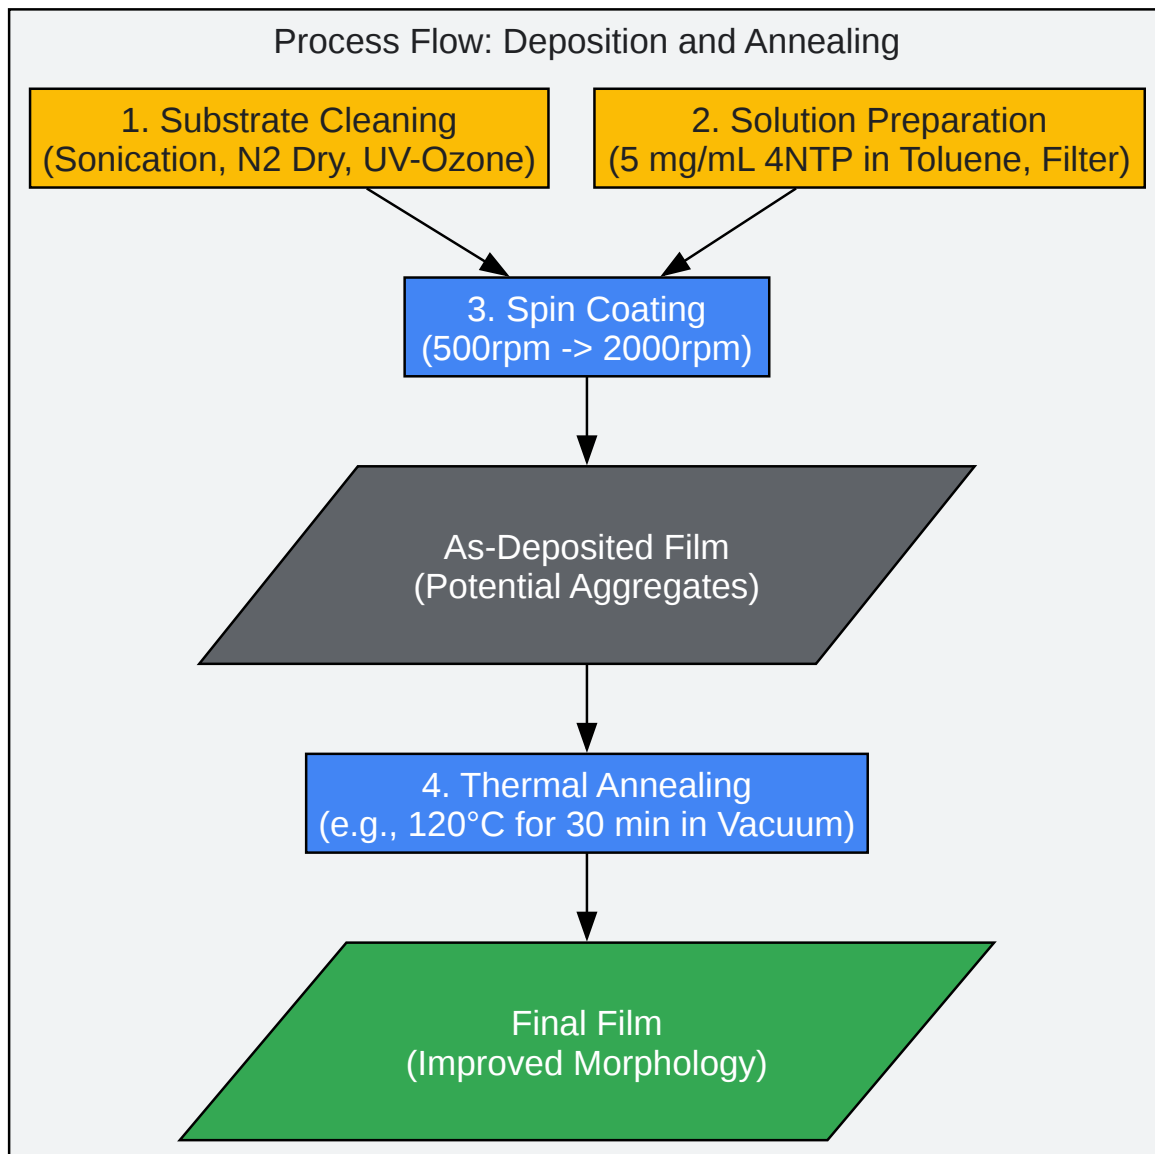 Process Flow: Deposition and Annealing
1. Substrate Cleaning
(Sonication, N2 Dry, UV-Ozone)
2. Solution Preparation
(5 mg/mL 4NTP in Toluene, Filter)
3. Spin Coating
(500rpm -> 2000rpm)
As-Deposited Film
(Potential Aggregates)
4. Thermal Annealing
(e.g., 120°C for 30 min in Vacuum)
Final Film
(Improved Morphology)